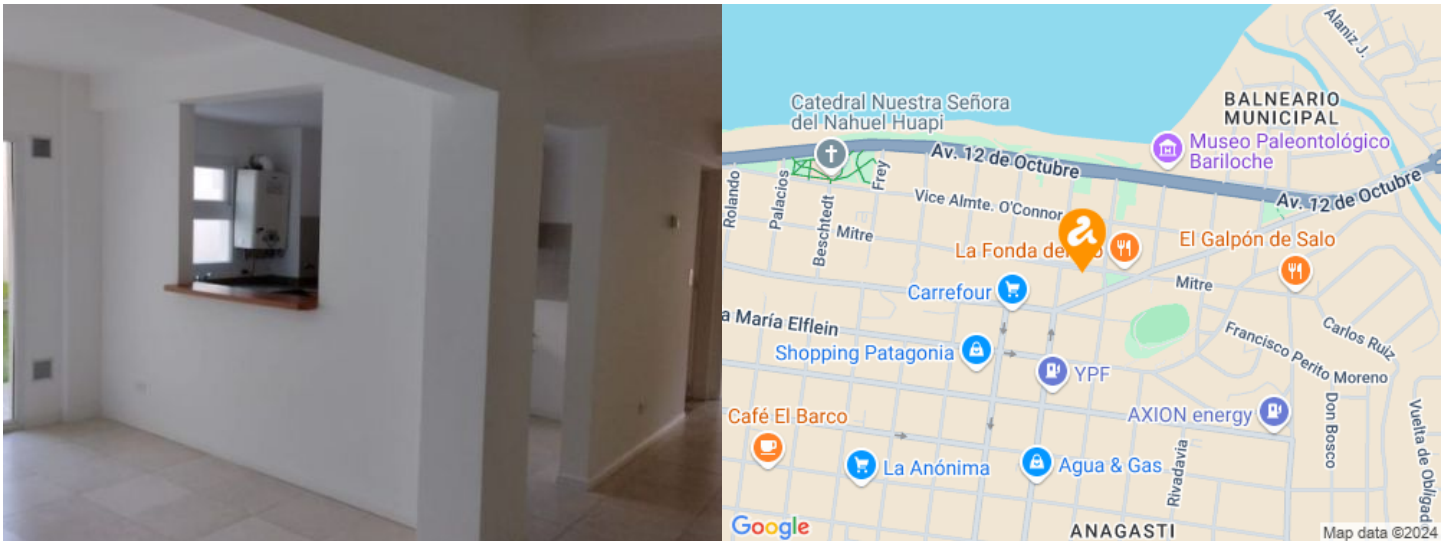 Alaniz J.
Catedral Nuestra Señora
del Nahuel Huapi
BALNEARIO
MUNICIPAL
Museo Paleontológico
Bariloche
Av. 12 de Octubre
Av. 12 de Octubre
Rolando
Palacios
Beschtedt
Frey
Vice Almte. O'Connor
Mitre
La Fonda de
El Galpón de Salo
Carrefour
Mitre
a María Elflein
Shopping Patagonia
YPF
Francisco Perito Moreno
Carlos Ruiz
Café El Barco
AXION energy
Don Bosco
Vuelta de Obligad
La Anónima
Agua & Gas
Rivadavia
ANAGASTI
Google
Map data ©2024